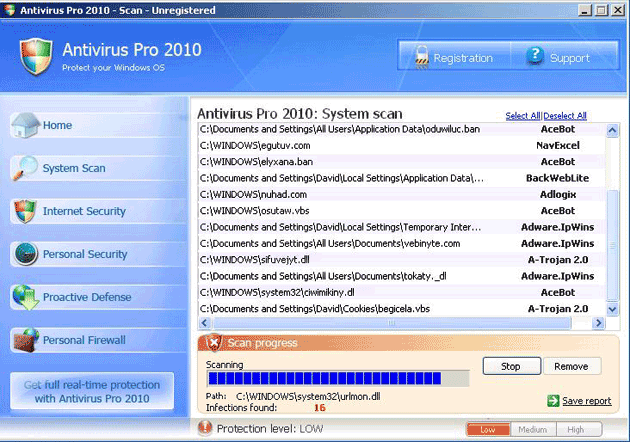 Antivirus Pro 2010 - Scan - Unregistered
Antivirus Pro 2010
Protect your Windows OS
Registration
Support
Home
System Scan
Internet Security
Personal Security
Proactive Defense
Personal Firewall
Get full real-time protection
with Antivirus Pro 2010
Antivirus Pro 2010: System scan
Select All|Deselect All
C:\Documents and Settings\All Users\Application Data\oduwiluc.ban AceBot
C:\WINDOWS\egutuv.com NavExcel
C:\WINDOWS\elyxana.ban AceBot
C:\Documents and Settings\David\Local Settings\Application Data\... BackWebLite
C:\WINDOWS\nuhad.com Adlogix
C:\WINDOWS\osutaw.vbs AceBot
C:\Documents and Settings\David\Local Settings\Temporary Inter... Adware.IpWins
C:\Documents and Settings\All Users\Documents\vebinyte.com Adware.IpWins
C:\WINDOWS\sifuvejyt.dll A-Trojan 2.0
C:\Documents and Settings\All Users\Documents\tokaty._dl Adware.IpWins
C:\WINDOWS\system32\ciwimikiny.dl AceBot
C:\Documents and Settings\David\Cookies\begicela.vbs A-Trojan 2.0
Scan progress
Scanning
Stop
Remove
Path: C:\WINDOWS\system32\urlmon.dll
Infections found: 16
Save report
Protection level: LOW
Low
Medium
High